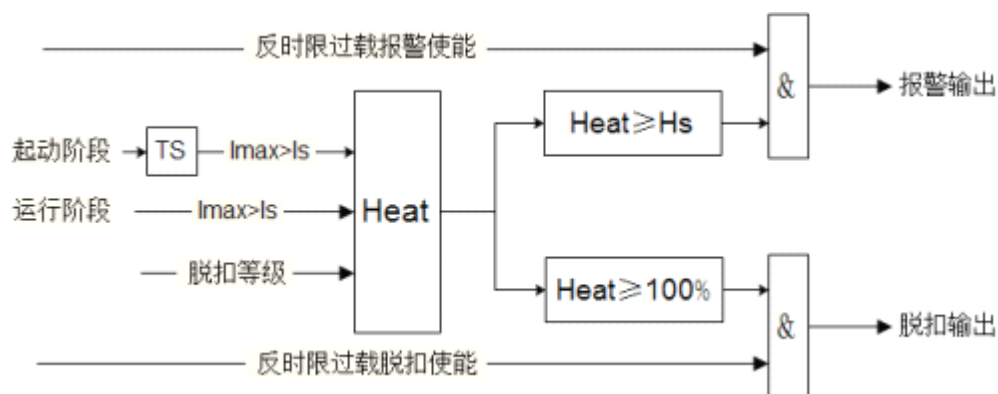 反时限过载报警使能
&
报警输出
Heat≥Hs
起动阶段
TS
Imax>Is
运行阶段
Imax>Is
Heat
脱扣等级
Heat≥100%
&
脱扣输出
反时限过载脱扣使能